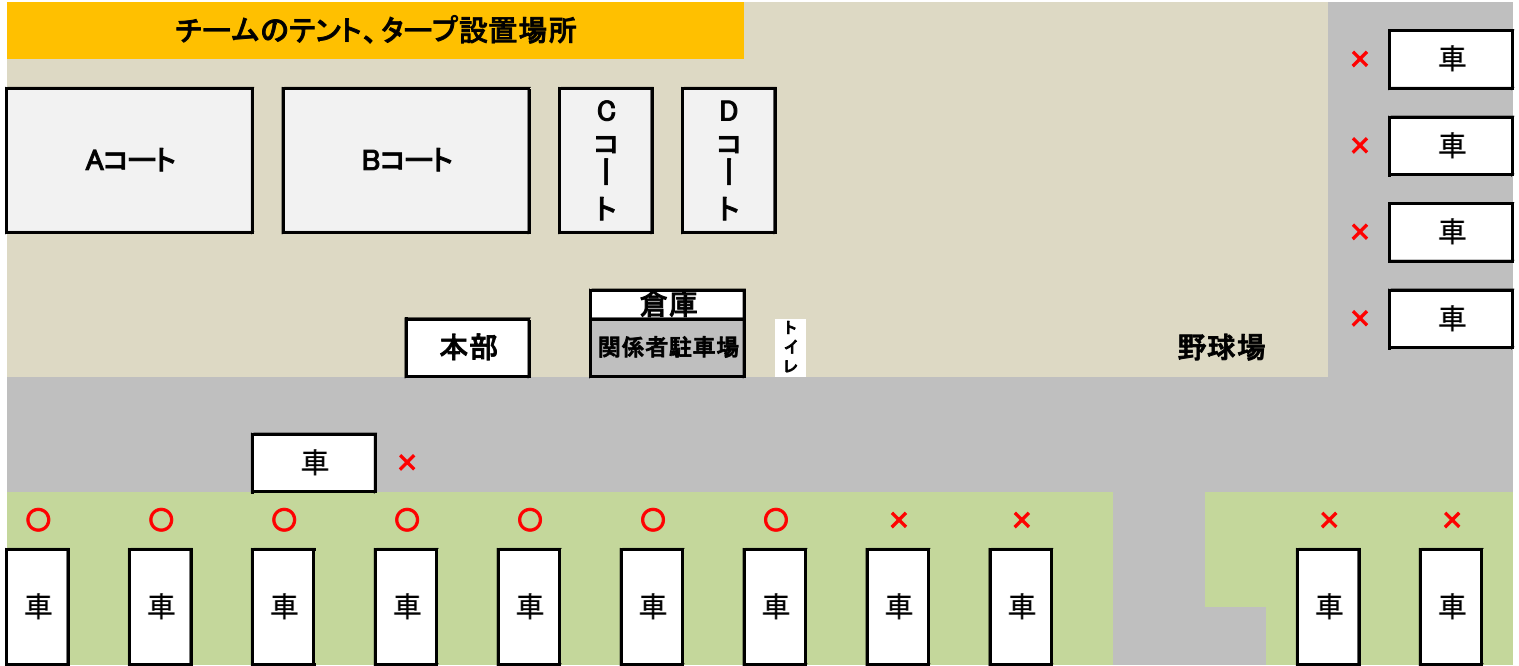 チームのテント、タープ設置場所
× 車
Aコート
Bコート
Cコート
Dコート
× 車
× 車
× 車
倉庫
本部
関係者駐車場
トイレ
野球場
車 ×
○ ○ ○ ○ ○ ○ ○ × × × ×
車 車 車 車 車 車 車 車 車 車 車